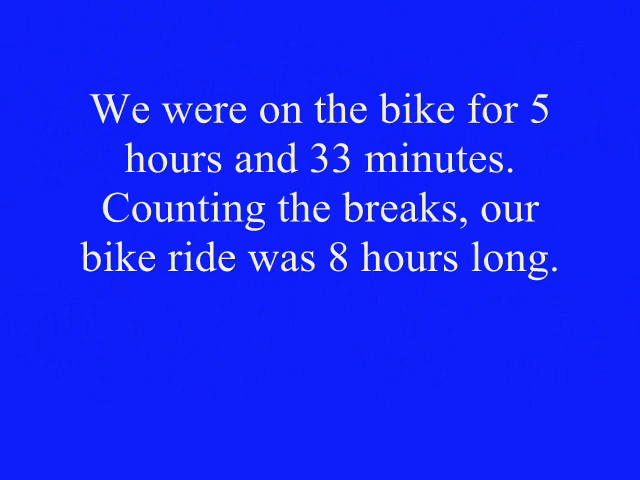 We were on the bike for 5
hours and 33 minutes.
Counting the breaks, our
bike ride was 8 hours long.